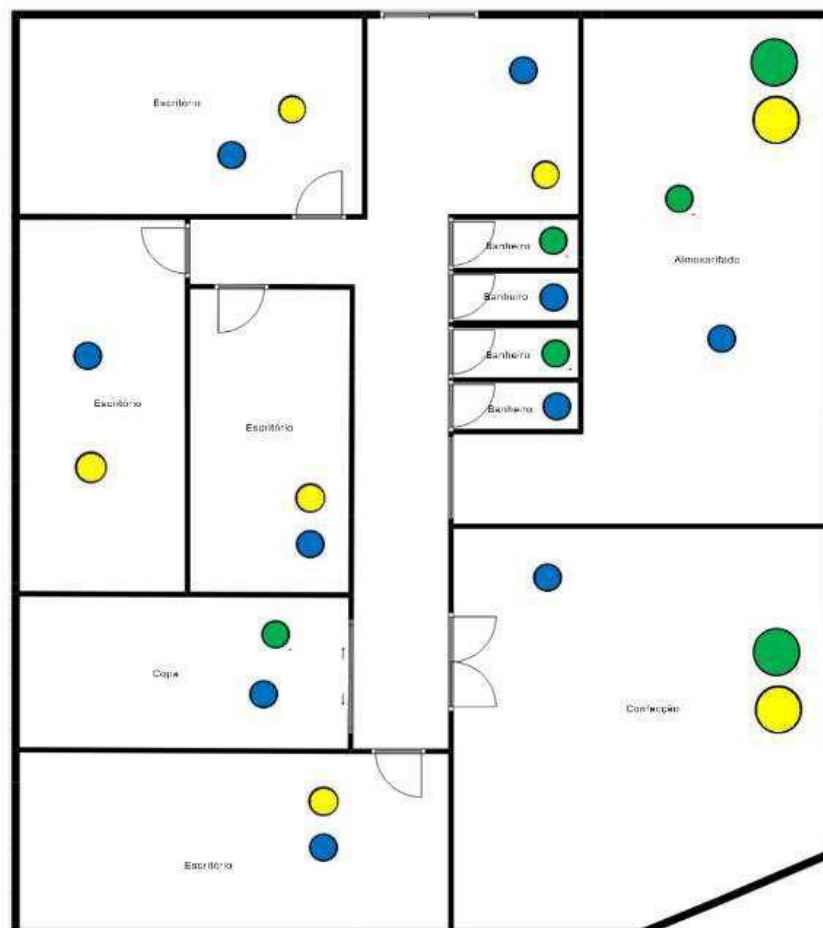 Escritório
Banheiro
Almoxarifado
Banheiro
Banheiro
Escritório
Banheiro
Escritório
Copa
Confecção
Escritório